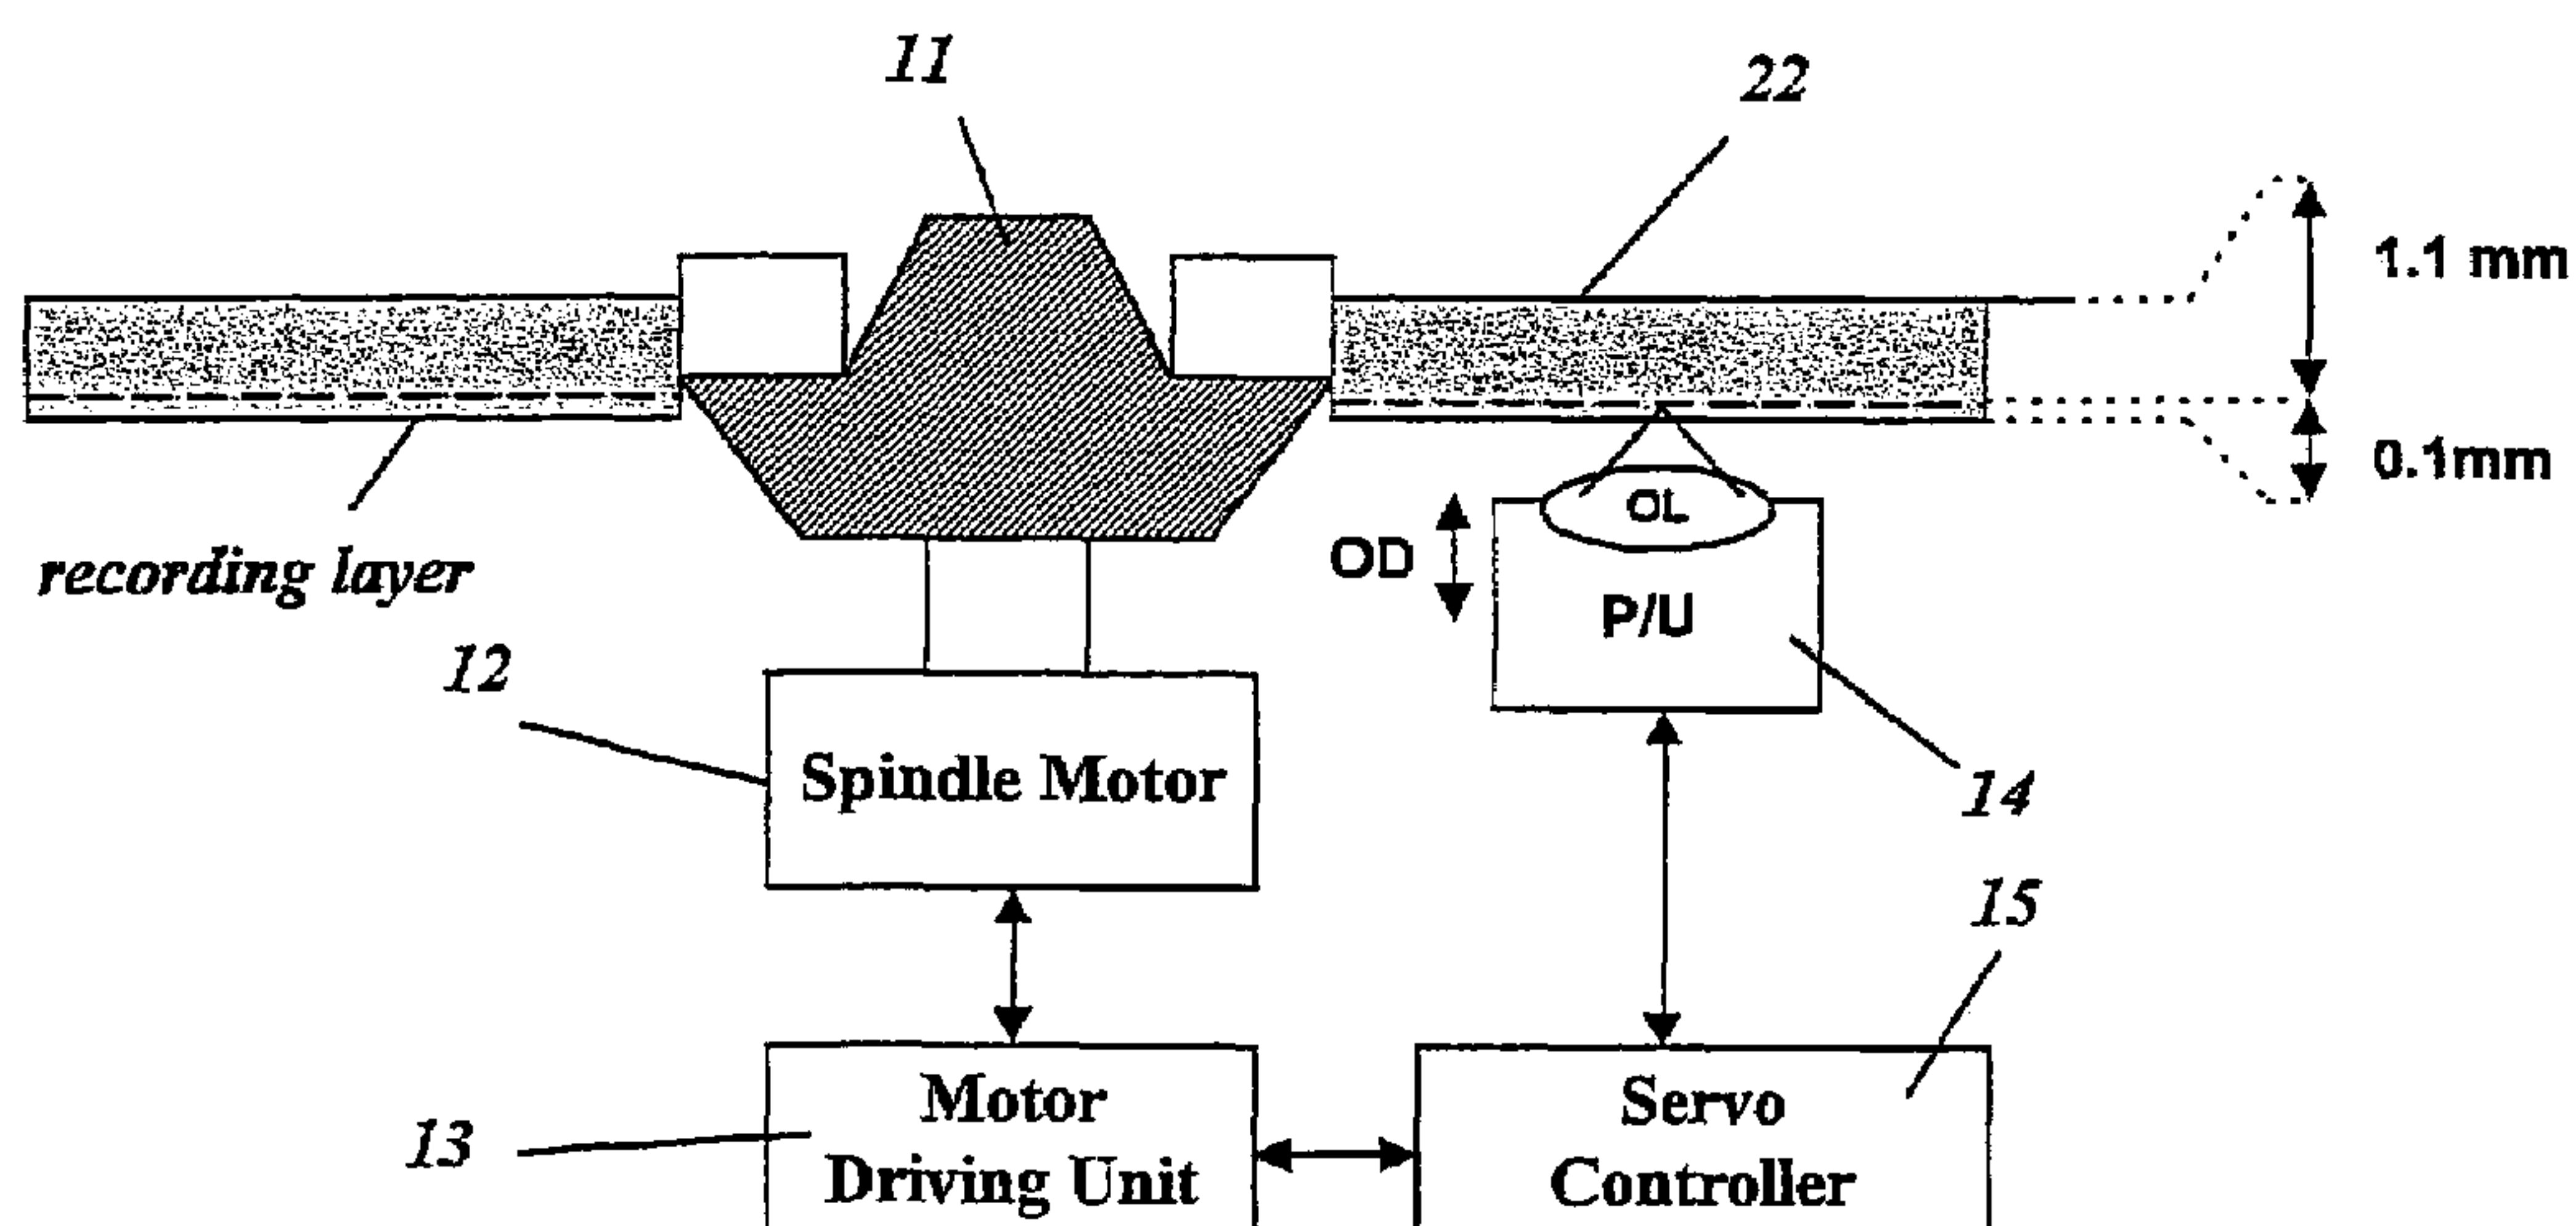 11
22
1.1 mm
0.1mm
OL
OD
recording layer
P/U
12
Spindle Motor
14
15
13
Motor
Driving Unit
Servo
Controller